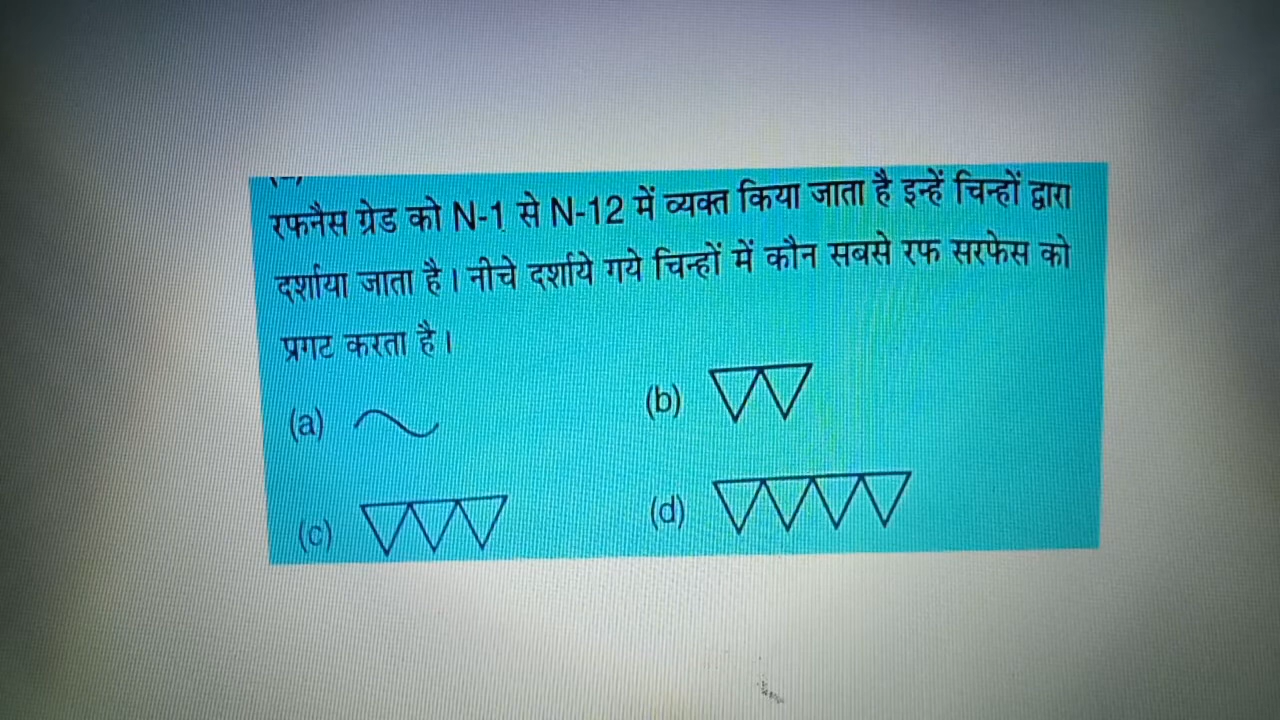 रफनैस ग्रेड को N-1 से N-12 में व्यक्त किया जाता है इन्हें चिन्हों द्वारा
दर्शाया जाता है। नीचे दर्शाये गये चिन्हों में कौन सबसे रफ सरफेस को
प्रगट करता है।
(a)
(b)
(c)
(d)